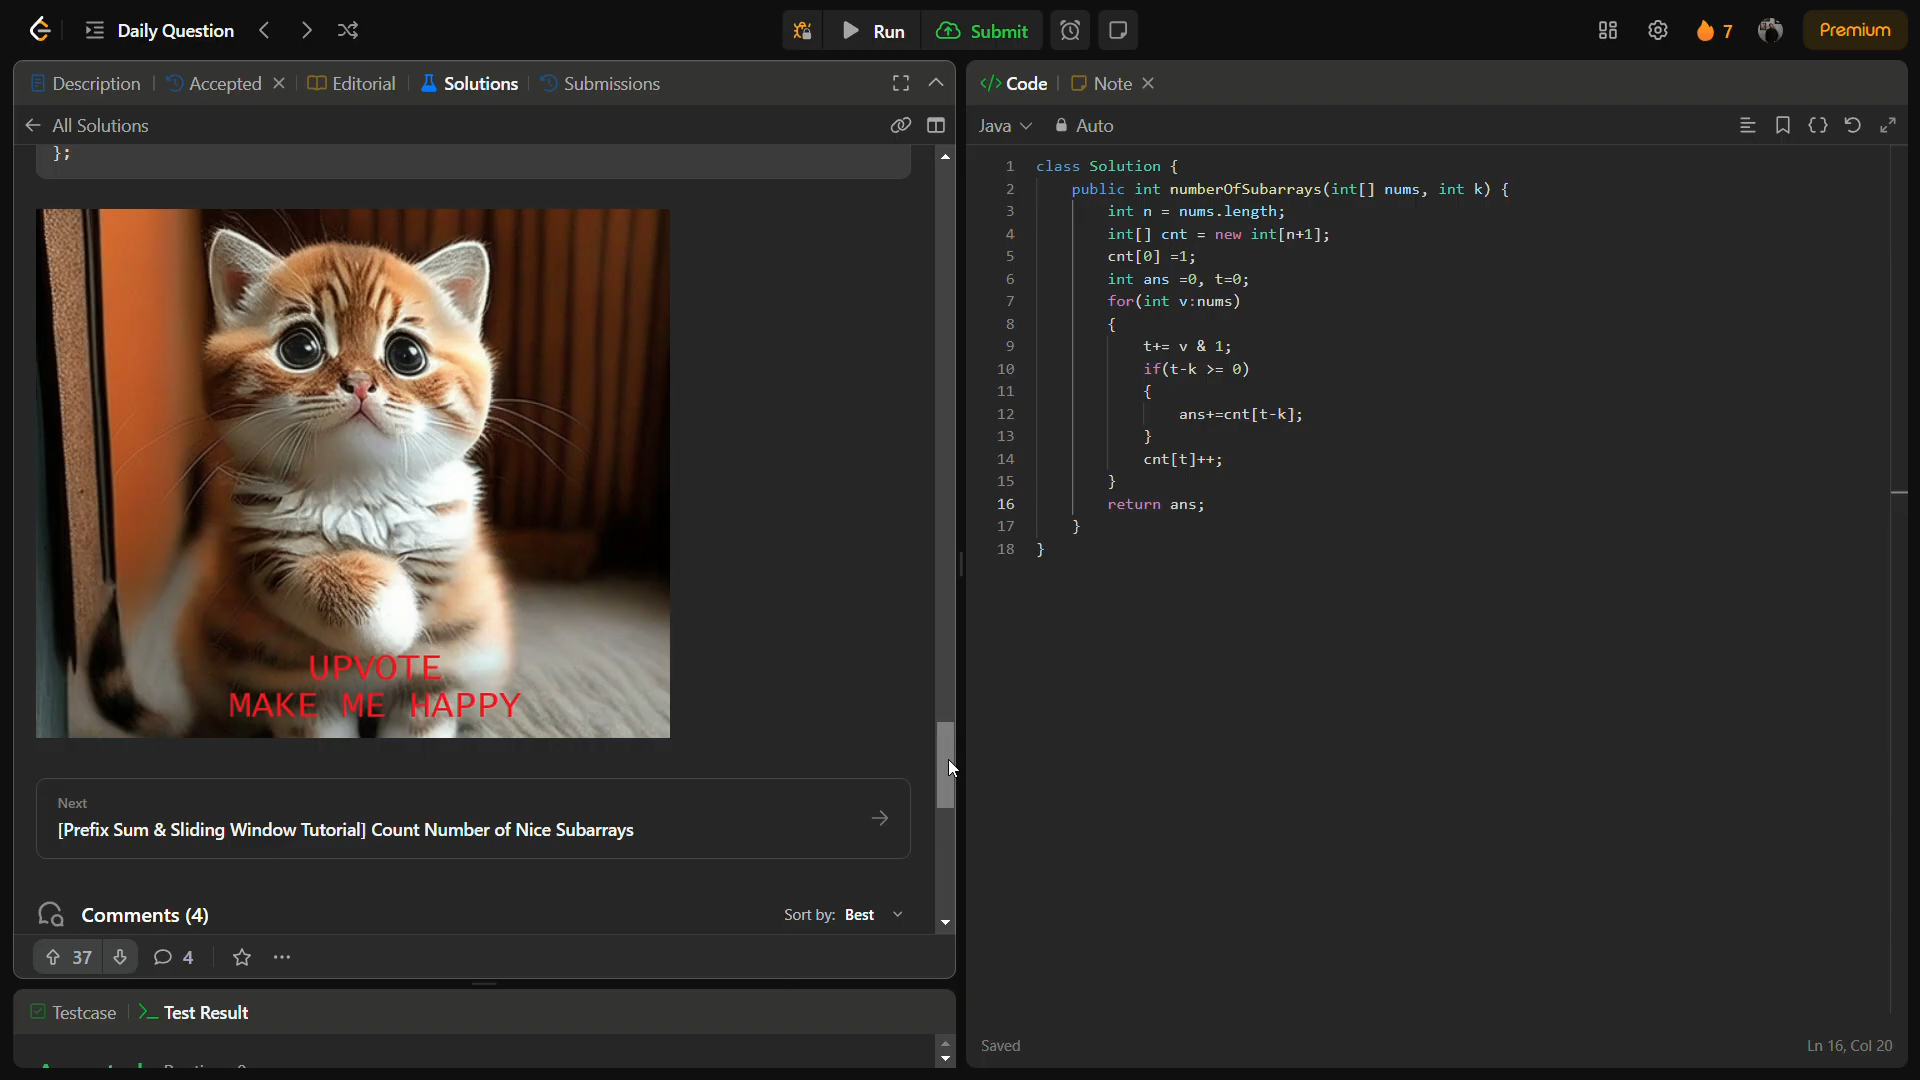 Daily Question
Run
Submit
7
Premium
Description
Accepted
Editorial
Solutions
Submissions
All Solutions
};
UPVOTE
MAKE ME HAPPY
Next
[Prefix Sum & Sliding Window Tutorial] Count Number of Nice Subarrays
Comments (4)
Sort by: Best
37
4
Testcase
Test Result
</> Code
Note
Java
Auto
1 class Solution {
2 public int numberOfSubarrays(int[] nums, int k) {
3 int n = nums.length;
4 int[] cnt = new int[n+1];
5 cnt[0] =1;
6 int ans =0, t=0;
7 for(int v:nums)
8 {
9 t+= v & 1;
10 if(t-k >= 0)
11 {
12 ans+=cnt[t-k];
13 }
14 cnt[t]++;
15 }
16 return ans;
17 }
18 }
Saved
Ln 16, Col 20